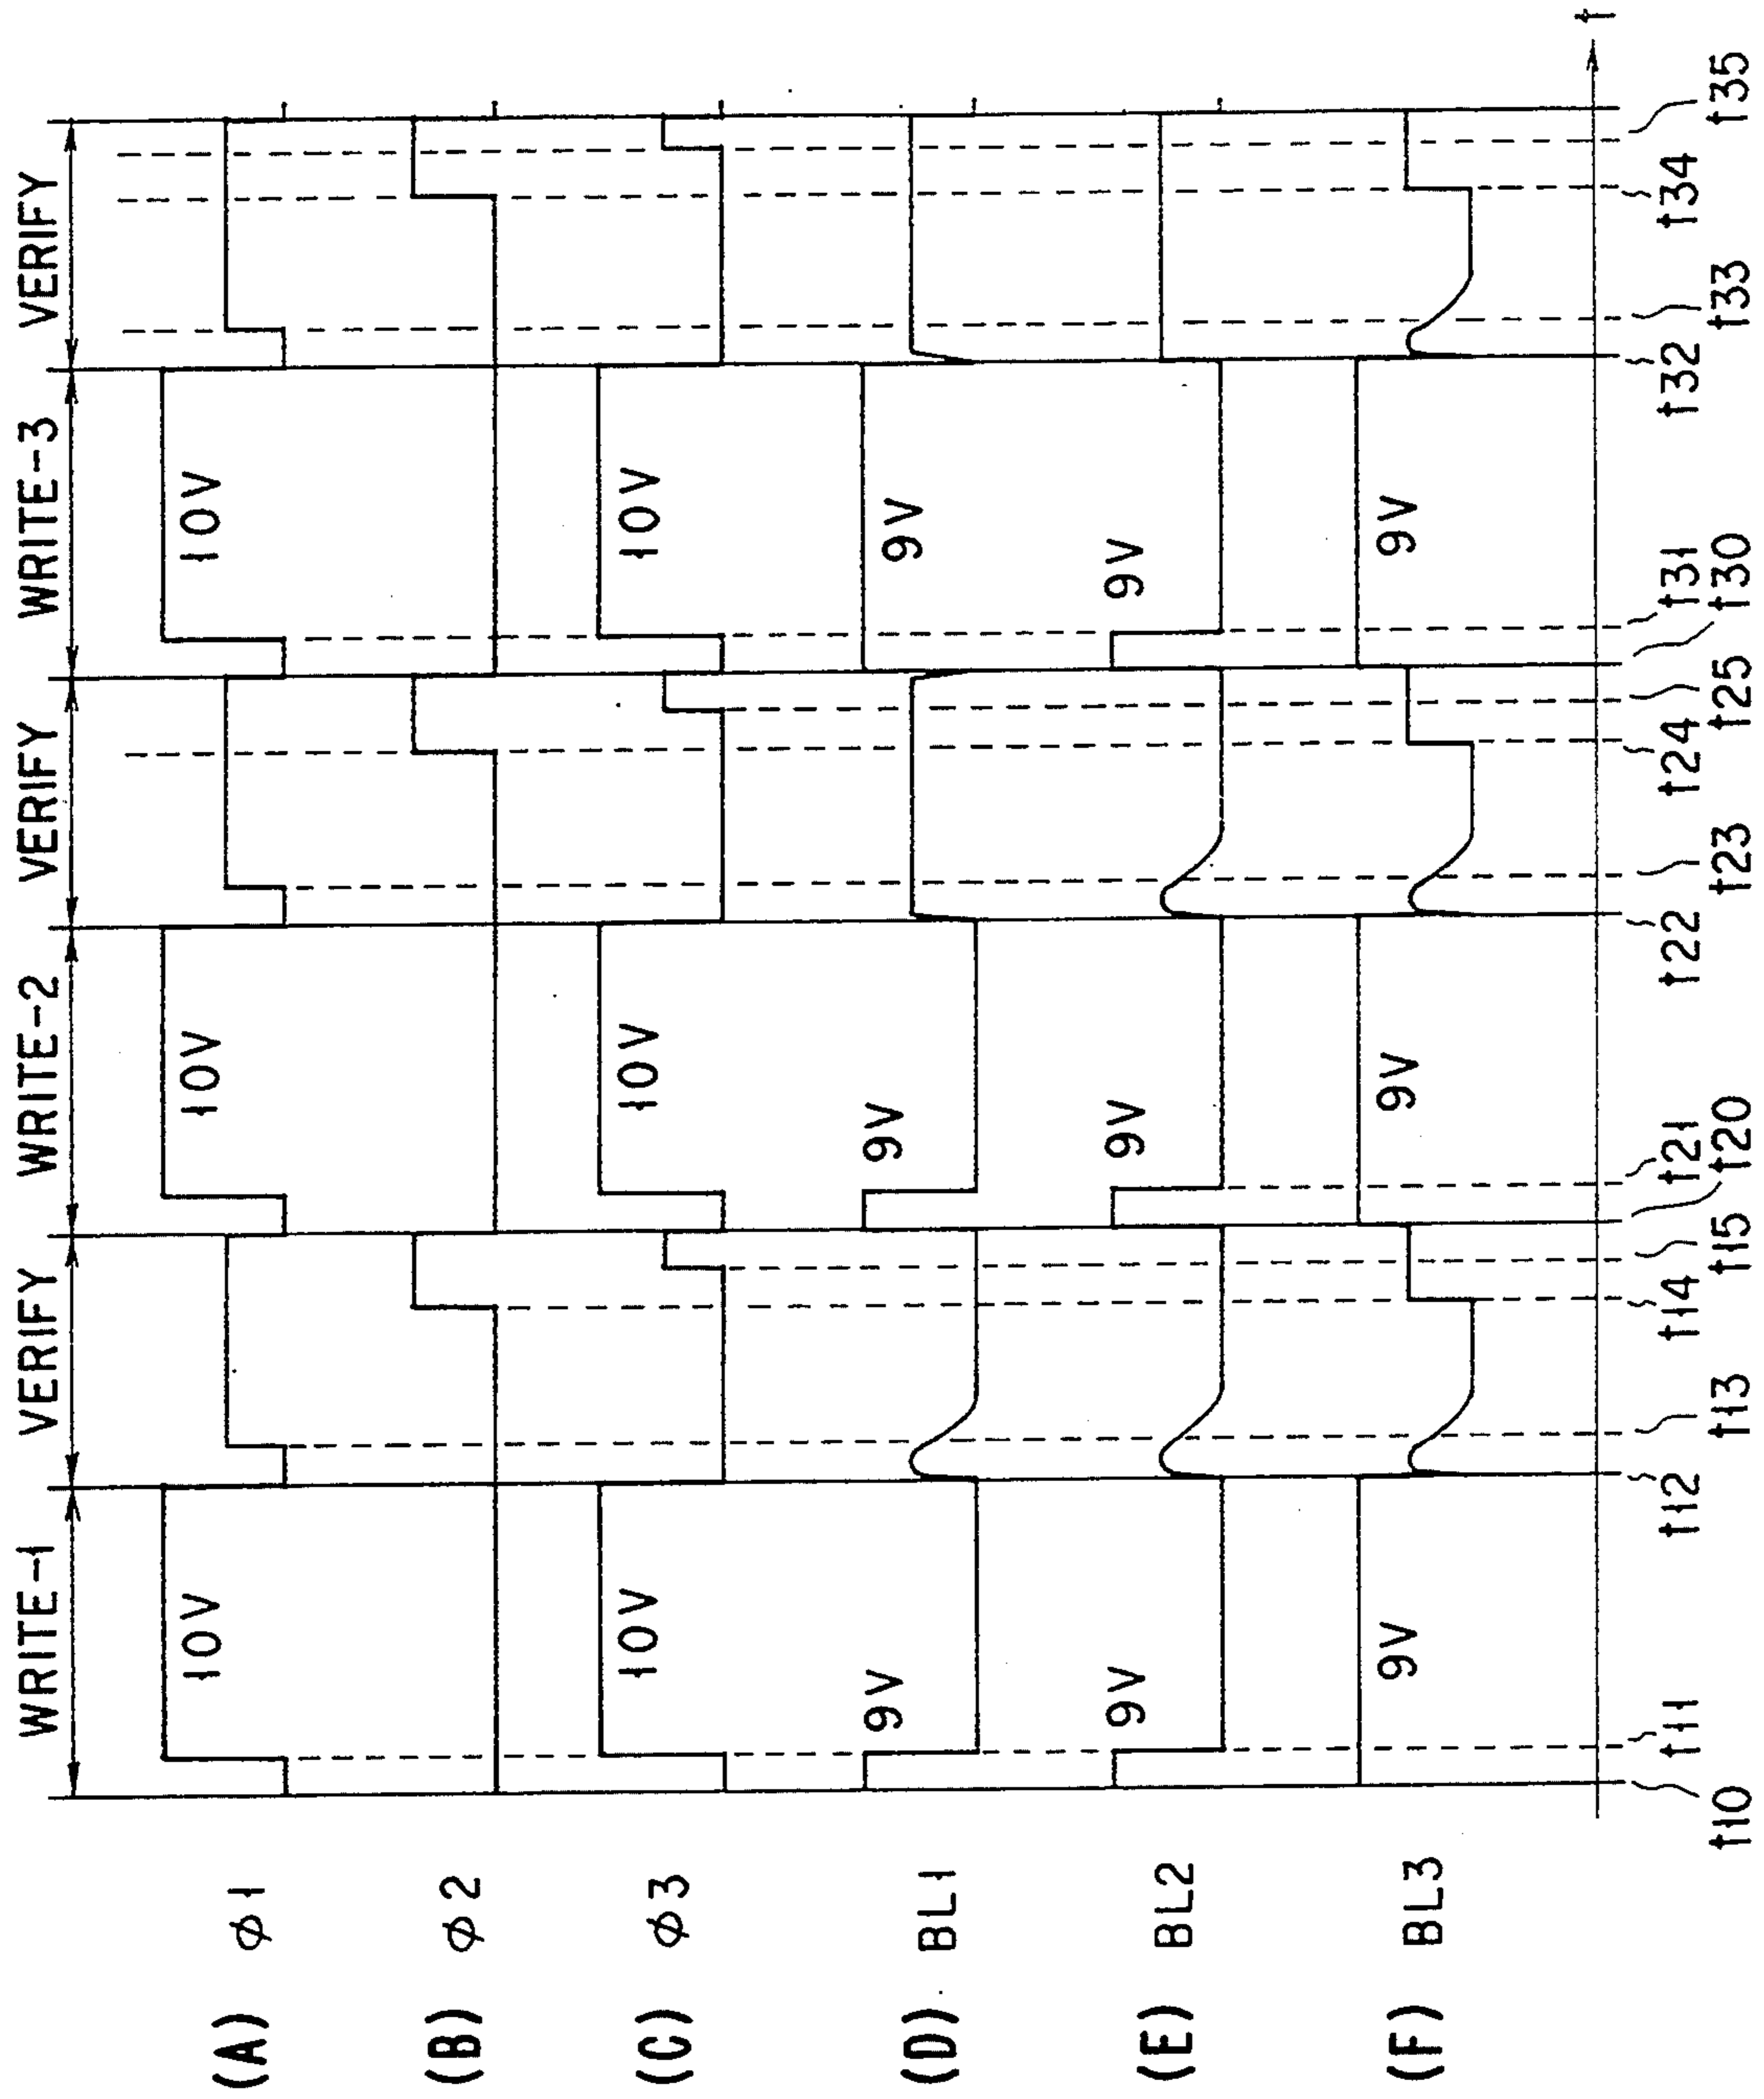 WRITE-1 VERIFY WRITE-2 VERIFY WRITE-3 VERIFY
(A) φ1 10V 10V 10V
(B) φ2
(C) φ3 10V 10V 10V
(D) BL1 9V 9V 9V
(E) BL2 9V 9V 9V
(F) BL3 9V 9V 9V
t
t10 t11 t12 t13 t14 t15 t20 t21 t22 t23 t24 t25 t30 t31 t32 t33 t34 t35